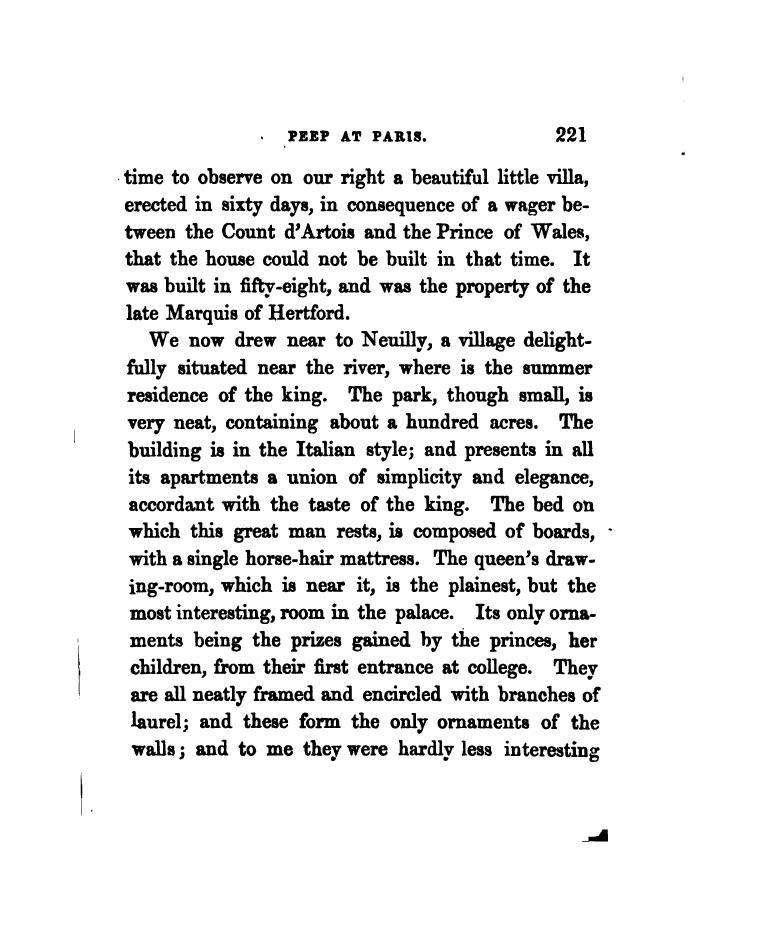 PEEP AT PARIS. 221
time to observe on our right a beautiful little villa,
erected in sixty days, in consequence of a wager be-
tween the Count d'Artois and the Prince of Wales,
that the house could not be built in that time. It
was built in fifty-eight, and was the property of the
late Marquis of Hertford.
We now drew near to Neuilly, a village delight-
fully situated near the river, where is the summer
residence of the king. The park, though small, is
very neat, containing about a hundred acres. The
building is in the Italian style; and presents in all
its apartments a union of simplicity and elegance,
accordant with the taste of the king. The bed on
which this great man rests, is composed of boards,
with a single horse-hair mattress. The queen's draw-
ing-room, which is near it, is the plainest, but the
most interesting, room in the palace. Its only orna-
ments being the prizes gained by the princes, her
children, from their first entrance at college. They
are all neatly framed and encircled with branches of
laurel; and these form the only ornaments of the
walls; and to me they were hardly less interesting